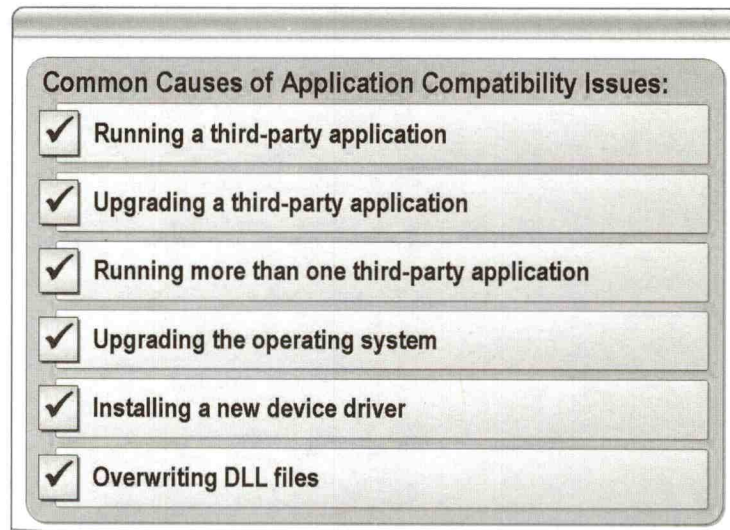 Common Causes of Application Compatibility Issues:
Running a third-party application
Upgrading a third-party application
Running more than one third-party application
Upgrading the operating system
Installing a new device driver
Overwriting DLL files